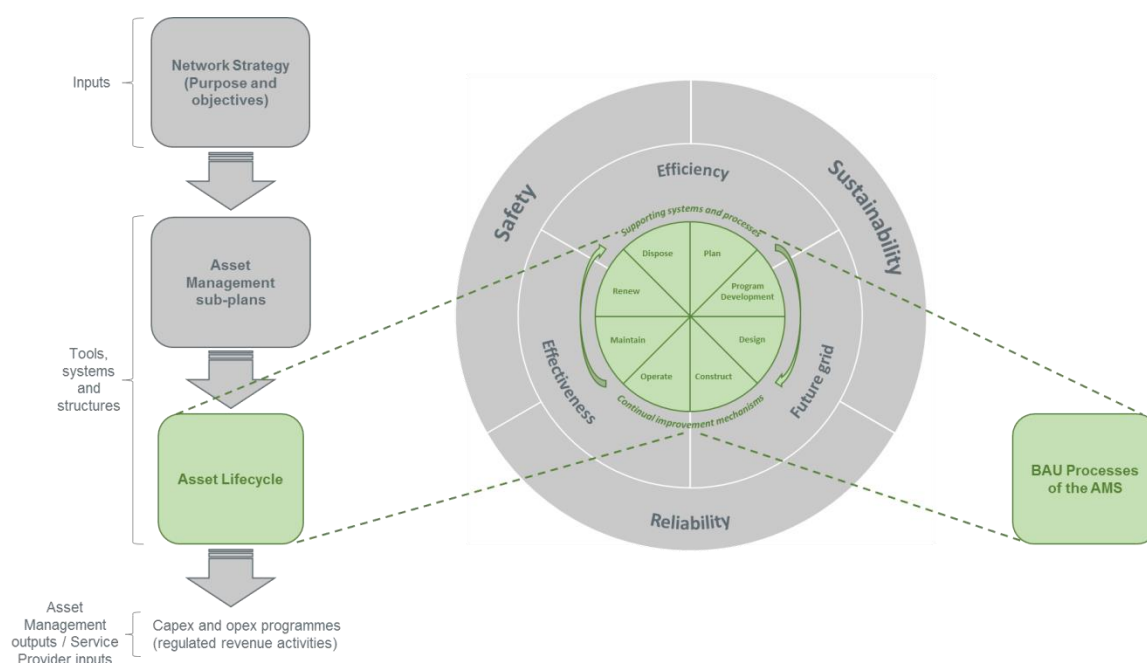 Inputs
Network Strategy
(Purpose and
objectives)
Asset
Management
sub-plans
Tools,
systems
and
structures
Asset Lifecycle
Asset
Management
outputs / Service
Provider inputs
Capex and opex programmes
(regulated revenue activities)
Safety
Sustainability
Reliability
Efficiency
Effectiveness
Future grid
Supporting systems and processes
Dispose
Plan
Renew
Program
Development
Maintain
Design
Operate
Construct
Continual improvement mechanisms
BAU Processes
of the AMS